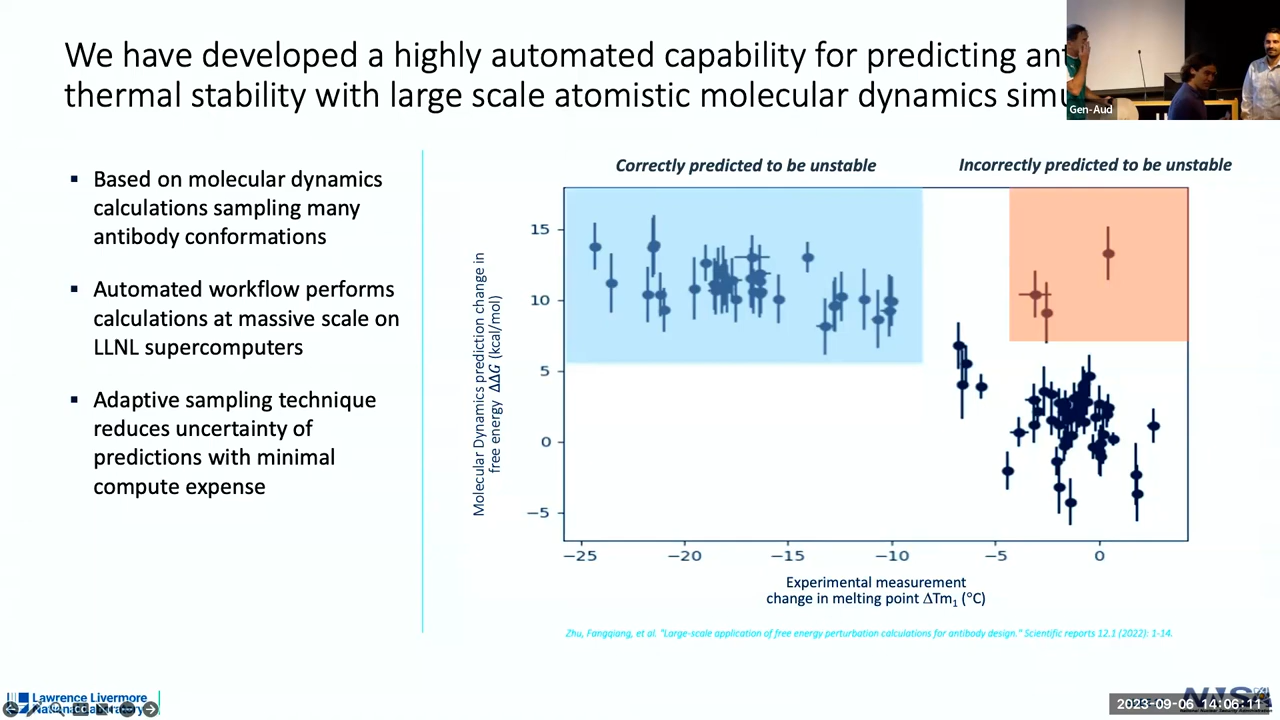 We have developed a highly automated capability for predicting ant
thermal stability with large scale atomistic molecular dynamics simu
Gen-Aud
▪ Based on molecular dynamics
calculations sampling many
antibody conformations
▪ Automated workflow performs
calculations at massive scale on
LLNL supercomputers
▪ Adaptive sampling technique
reduces uncertainty of
predictions with minimal
compute expense
Correctly predicted to be unstable
Incorrectly predicted to be unstable
Molecular Dynamics prediction change in
free energy ΔΔG (kcal/mol)
15
10
5
0
−5
−25
−20
−15
−10
−5
0
Experimental measurement
change in melting point ΔTm₁ (°C)
Zhu, Fangqiang, et al. "Large-scale application of free energy perturbation calculations for antibody design." Scientific reports 12.1 (2022): 1-14.
Lawrence Livermore
National Laboratory
2023-09-06 14:06:11